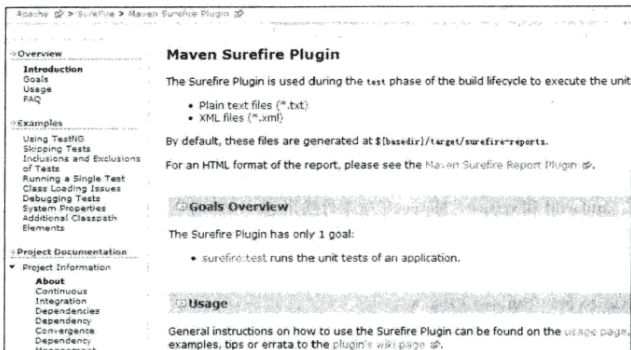 Apache > SureFire > Maven Surefire Plugin
Overview
Introduction
Goals
Usage
FAQ
Examples
Using TestNG
Skipping Tests
Inclusions and Exclusions
of Tests
Running a Single Test
Class Loading Issues
Debugging Tests
System Properties
Additional Classpath
Elements
Project Documentation
Project Information
About
Continuous
Integration
Dependencies
Dependency
Convergence
Dependency
Management
Maven Surefire Plugin
The Surefire Plugin is used during the test phase of the build lifecycle to execute the unit
• Plain text files (*.txt)
• XML files (*.xml)
By default, these files are generated at ${basedir}/target/surefire-reports.
For an HTML format of the report, please see the Maven Surefire Report Plugin.
Goals Overview
The Surefire Plugin has only 1 goal:
• surefire:test runs the unit tests of an application.
Usage
General instructions on how to use the Surefire Plugin can be found on the usage page.
examples, tips or errata to the plugin's wiki page.